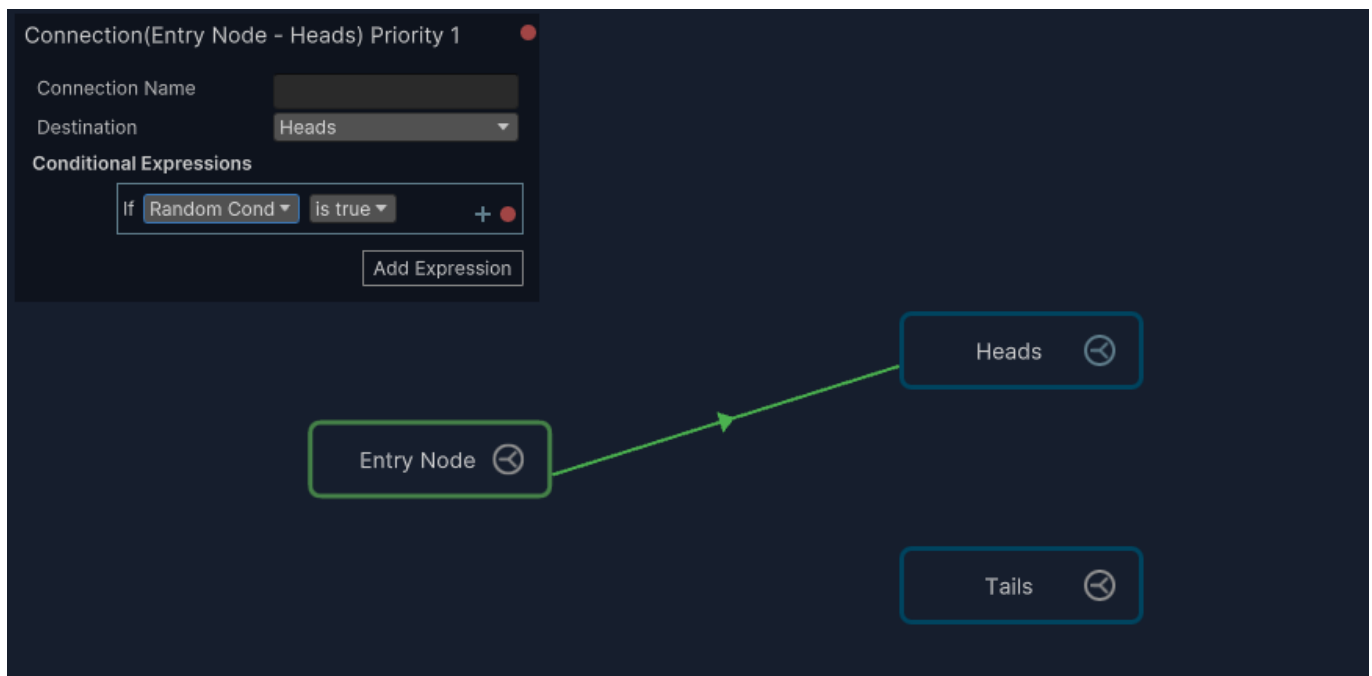 Connection(Entry Node - Heads) Priority 1
Connection Name
Destination Heads
Conditional Expressions
If Random Cond is true +
Add Expression
Heads
Entry Node
Tails